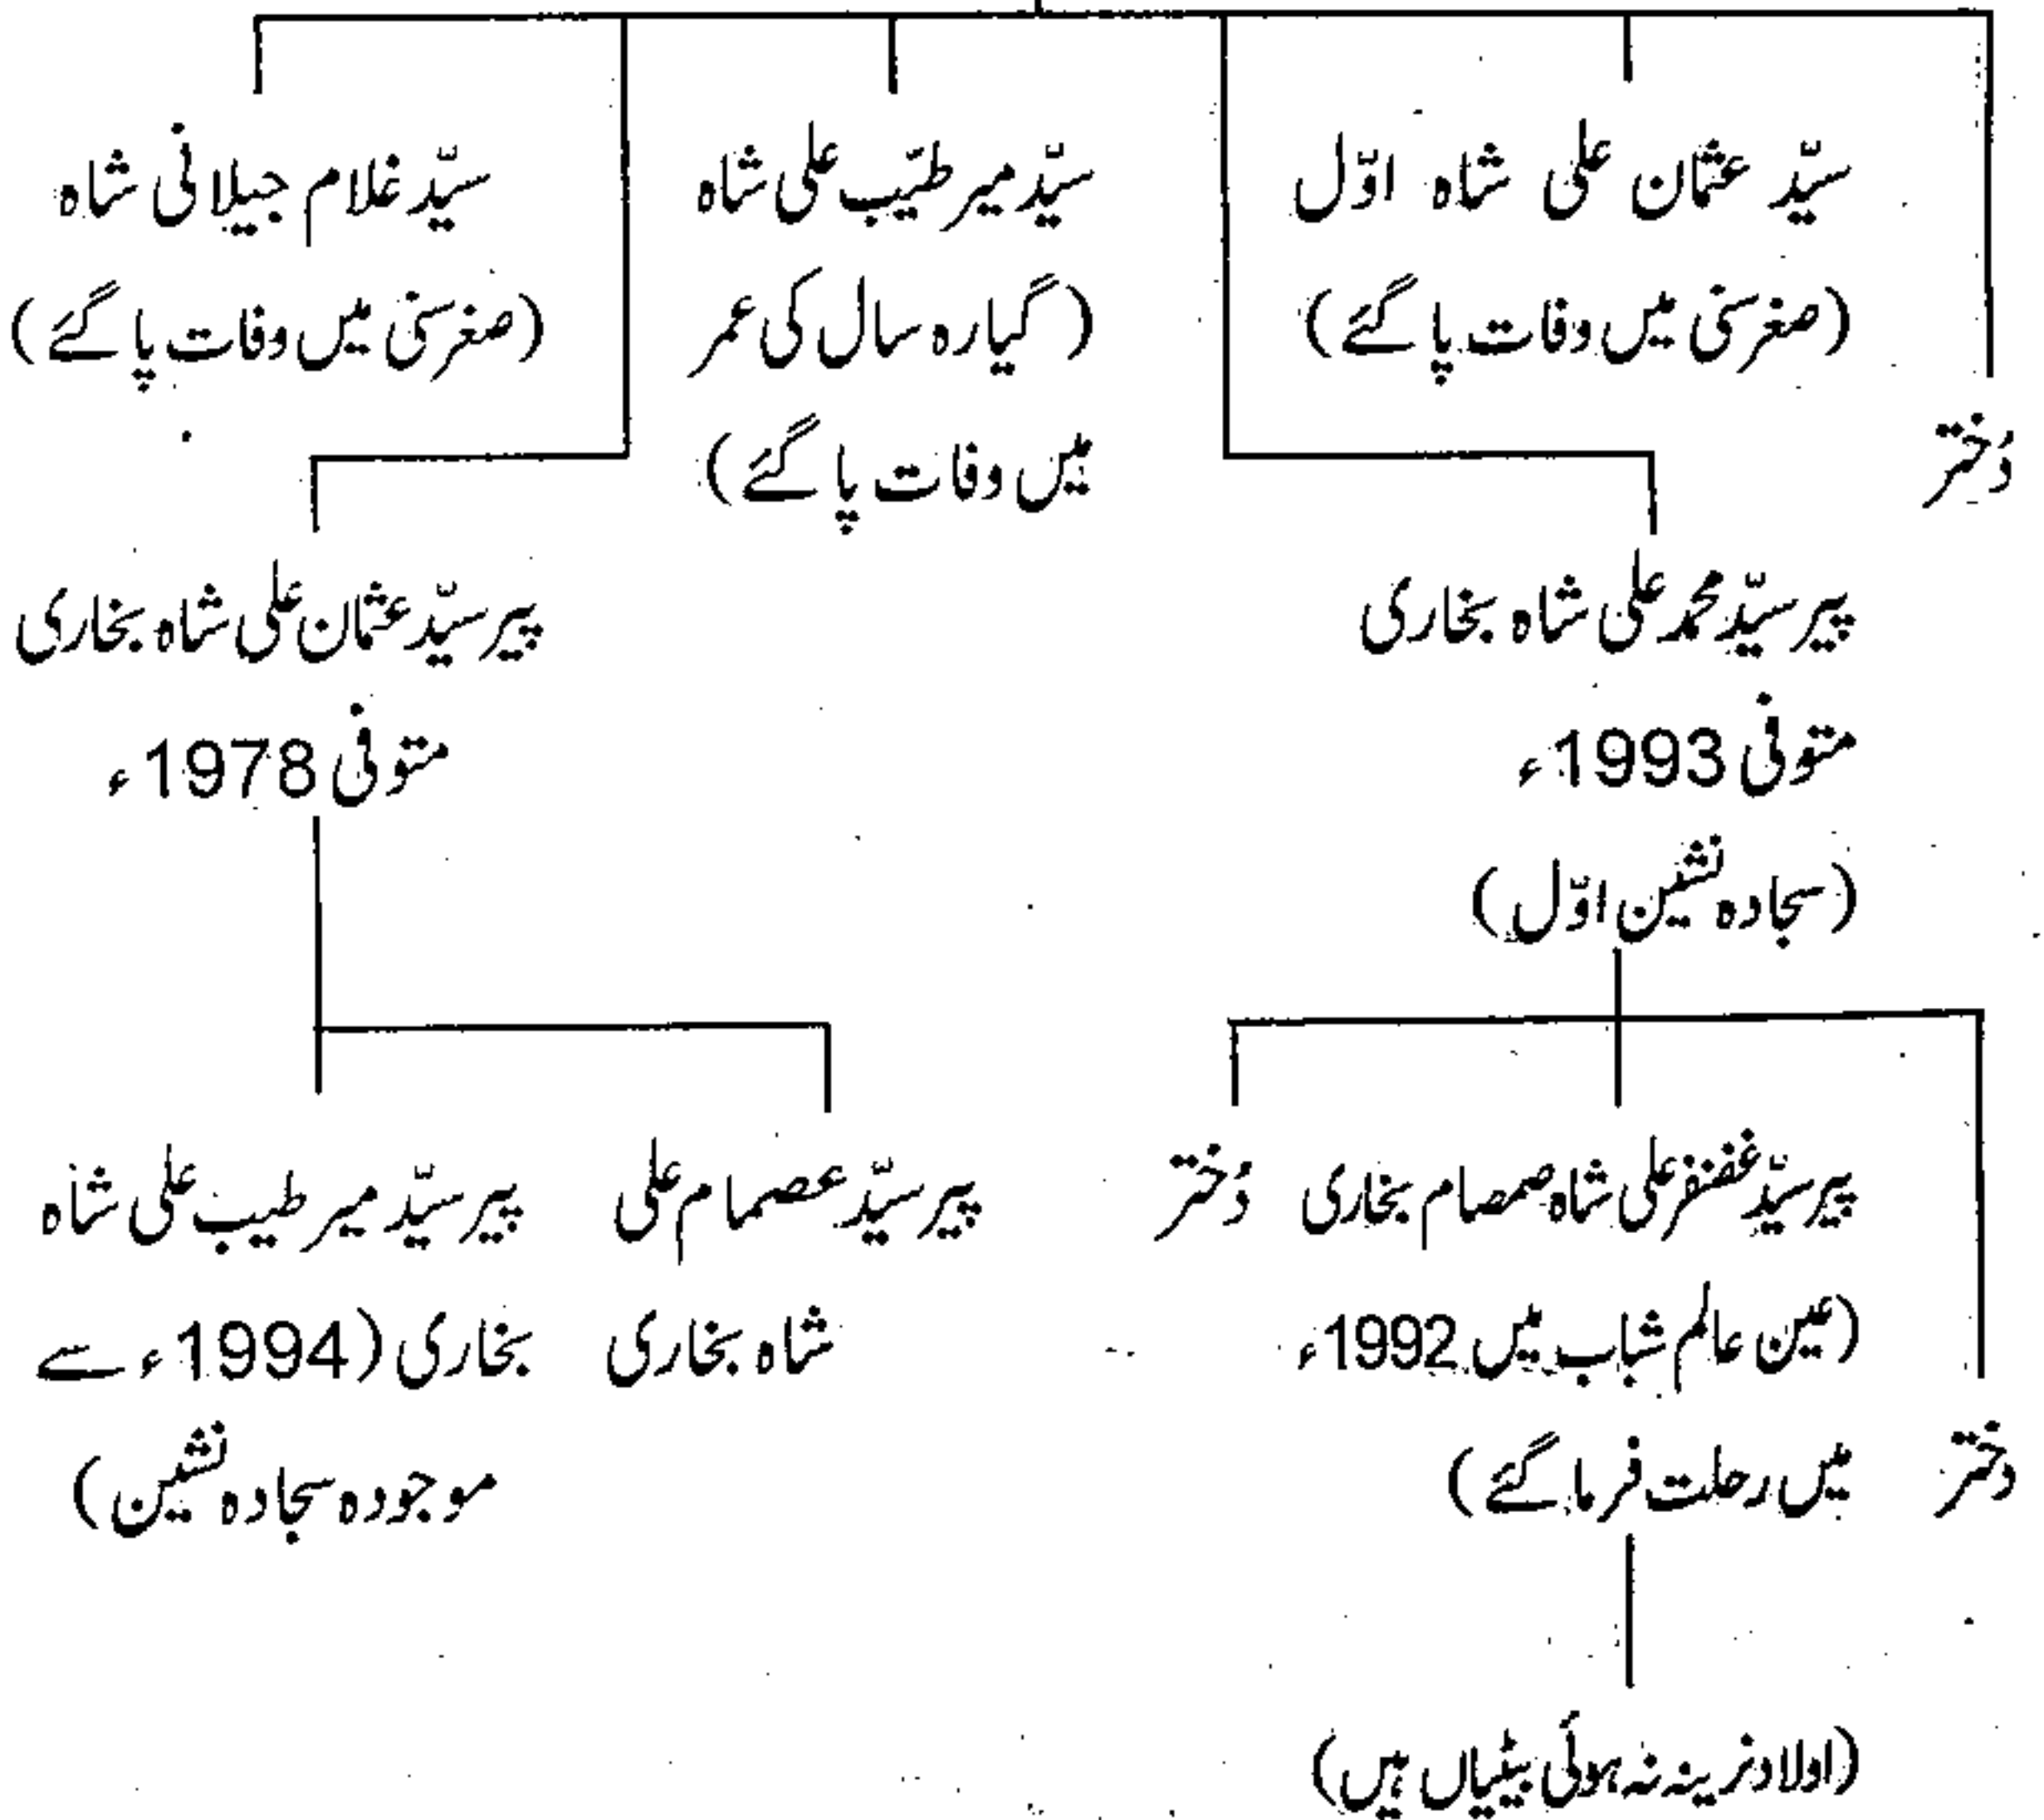 سیّد عثمان علی شاہ اوّل
(صغر سنی میں وفات پا گئے)
سیّد میر طیّب علی شاہ
(گیارہ سال کی عمر
میں وفات پا گئے)
سیّد غلام جیلانی شاہ
(صغر سنی میں وفات پا گئے)
دُختر
پیر سیّد محمد علی شاہ بخاری
متوفی 1993ء
(سجادہ نشین اوّل)
پیر سیّد عثمان علی شاہ بخاری
متوفی 1978ء
پیر سیّد غضنفر علی شاہ صمصام بخاری
(عین عالم شباب میں 1992ء
میں رحلت فرما گئے)
دختر
دُختر
پیر سیّد عصمام علی
شاہ بخاری
پیر سیّد میر طیب علی شاہ
بخاری (1994ء سے
موجودہ سجادہ نشین)
(اولاد نرینہ نہ ہوئی بیٹیاں ہیں)